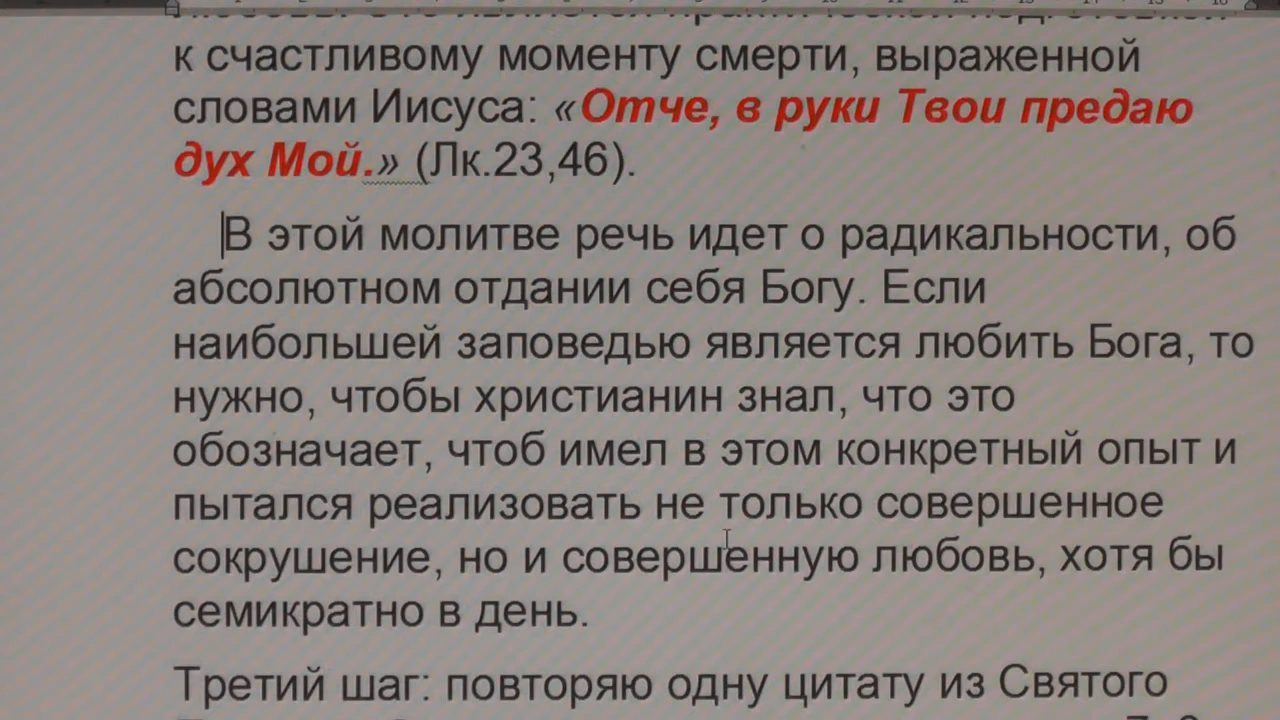 к счастливому моменту смерти, выраженной
словами Иисуса: «Отче, в руки Твои предаю
дух Мой.» (Лк.23,46).
В этой молитве речь идет о радикальности, об
абсолютном отдании себя Богу. Если
наибольшей заповедью является любить Бога, то
нужно, чтобы христианин знал, что это
обозначает, чтоб имел в этом конкретный опыт и
пытался реализовать не только совершенное
сокрушение, но и совершенную любовь, хотя бы
семикратно в день.
Третий шаг: повторяю одну цитату из Святого